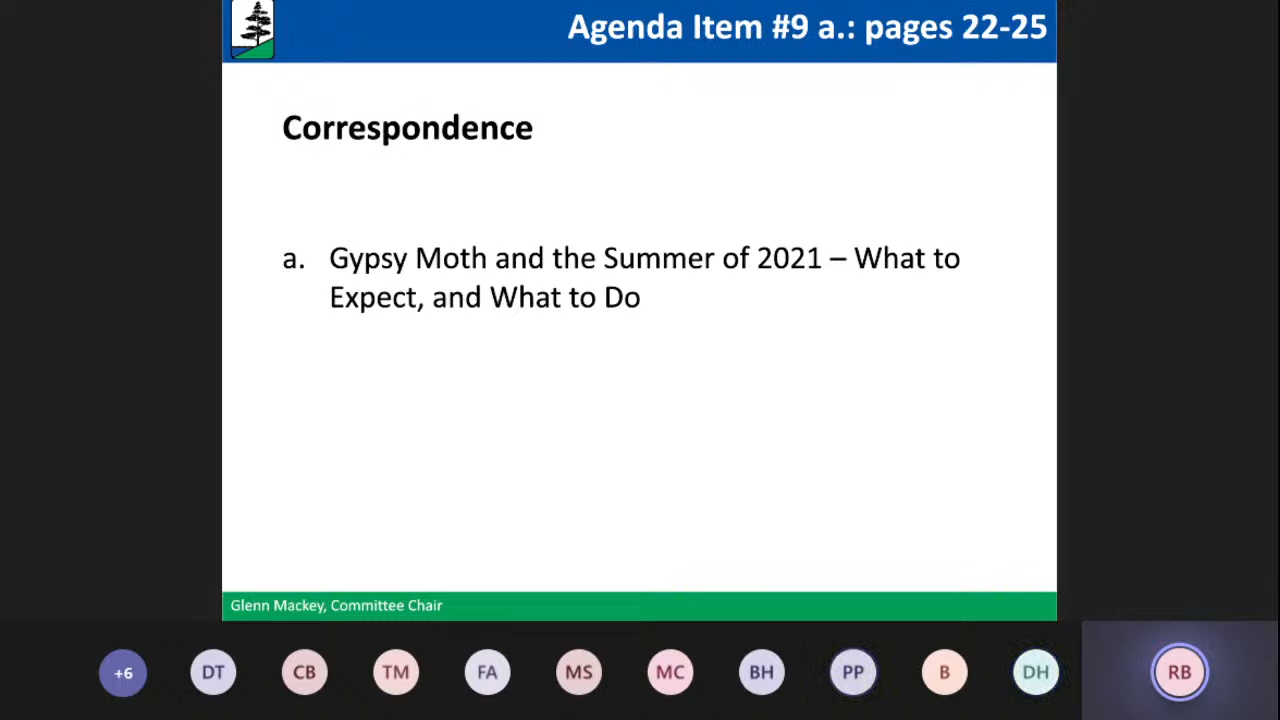 Agenda Item #9 a.: pages 22-25
Correspondence
a. Gypsy Moth and the Summer of 2021 – What to
Expect, and What to Do
Glenn Mackey, Committee Chair
+6 DT CB TM FA MS MC BH PP B DH RB